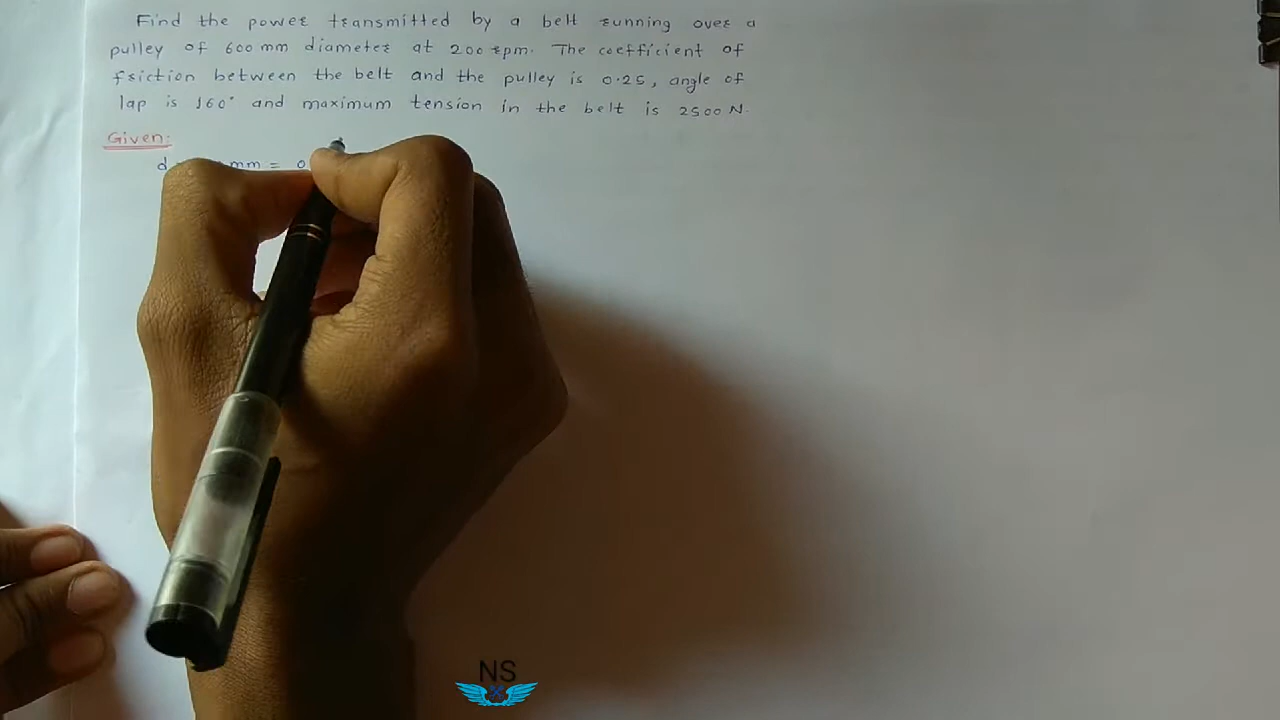 Find the power transmitted by a belt running over a
pulley of 600 mm diameter at 200 rpm. The coefficient of
friction between the belt and the pulley is 0.25, angle of
lap is 160° and maximum tension in the belt is 2500 N.
Given:
d mm = 0
NS